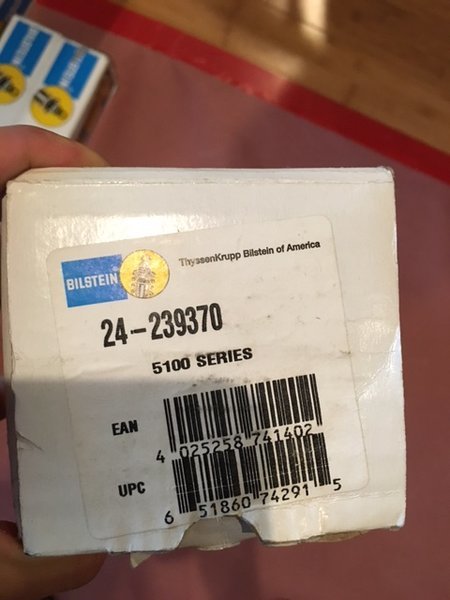 BILSTEIN
ThyssenKrupp Bilstein of America
24-239370
5100 SERIES
EAN
4 025258 741402
UPC
6 51860 74291 5